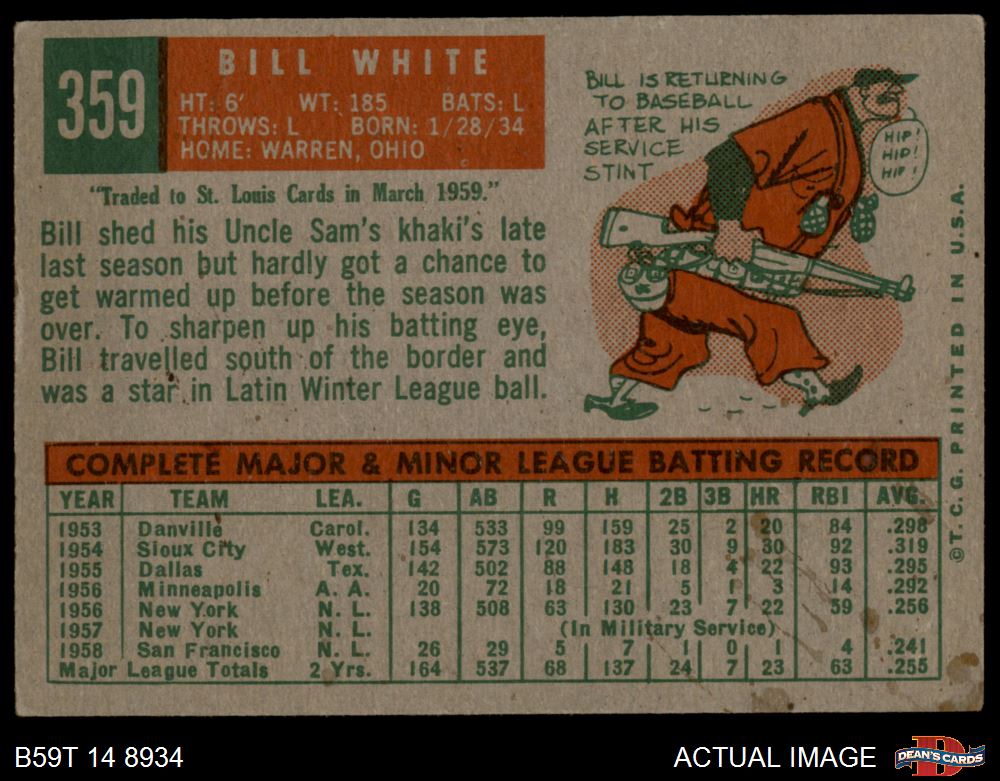 359
BILL WHITE
HT: 6' WT: 185 BATS: L
THROWS: L BORN: 1/28/34
HOME: WARREN, OHIO
"Traded to St. Louis Cards in March 1959."
Bill shed his Uncle Sam's khaki's late
last season but hardly got a chance to
get warmed up before the season was
over. To sharpen up his batting eye,
Bill travelled south of the border and
was a star in Latin Winter League ball.
BILL IS RETURNING
TO BASEBALL
AFTER HIS
SERVICE
STINT
HIP!
HIP!
HIP!
COMPLETE MAJOR & MINOR LEAGUE BATTING RECORD
YEAR TEAM LEA. G AB R H 2B 3B HR RBI AVG.
1953 Danville Carol. 134 533 99 159 25 2 20 84 .298
1954 Sioux City West. 154 573 120 183 30 9 30 92 .319
1955 Dallas Tex. 142 502 88 148 18 4 22 93 .295
1956 Minneapolis A. A. 20 72 18 21 5 1 3 14 .292
1956 New York N. L. 138 508 63 130 23 7 22 59 .256
1957 New York N. L. (In Military Service)
1958 San Francisco N. L. 26 29 5 7 1 0 1 4 .241
Major League Totals 2 Yrs. 164 537 68 137 24 7 23 63 .255
©T. C. G. PRINTED IN U.S.A.
B59T 14 8934
ACTUAL IMAGE
D
DEAN'S CARDS